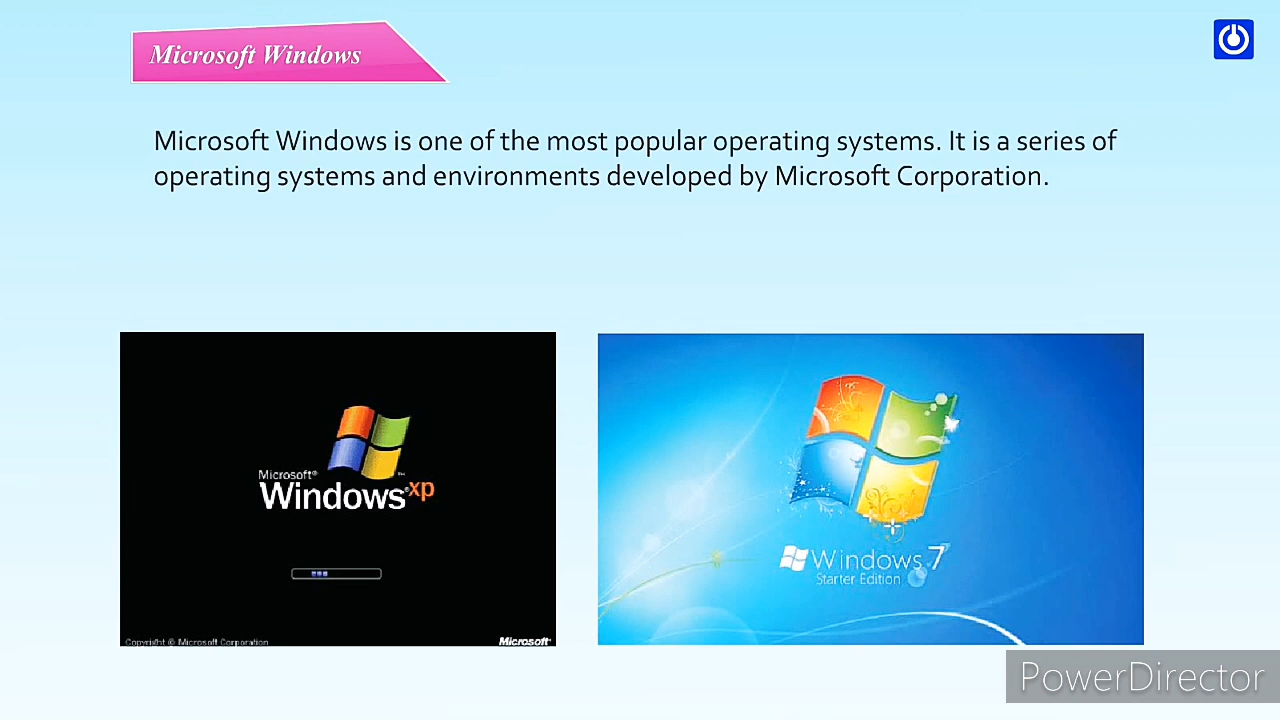 Microsoft Windows
Microsoft Windows is one of the most popular operating systems. It is a series of
operating systems and environments developed by Microsoft Corporation.
Microsoft®
Windows xp
Copyright © Microsoft Corporation
Microsoft
Windows 7
Starter Edition
PowerDirector